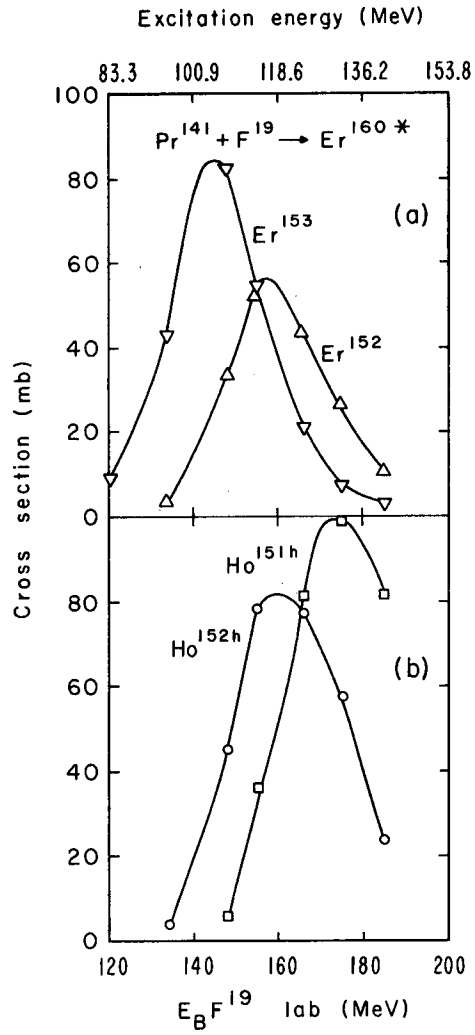 Excitation energy (MeV)
83.3 100.9 118.6 136.2 153.8
100
Pr¹⁴¹ + F¹⁹ → Er¹⁶⁰*
80
Er¹⁵³
(a)
60
Er¹⁵²
40
20
0
Cross section (mb)
Ho¹⁵¹ʰ
80
Ho¹⁵²ʰ
(b)
60
40
20
0
120 140 160 180 200
E_B F¹⁹ lab (MeV)